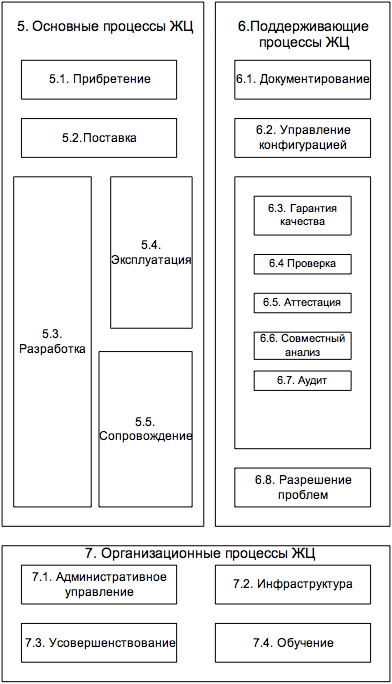 5. Основные процессы ЖЦ
5.1. Прибретение
5.2.Поставка
5.3.
Разработка
5.4.
Эксплуатация
5.5.
Сопровождение
6.Поддерживающие
процессы ЖЦ
6.1. Документирование
6.2. Управление
конфигурацией
6.3. Гарантия
качества
6.4 Проверка
6.5. Аттестация
6.6. Совместный
анализ
6.7. Аудит
6.8. Разрешение
проблем
7. Организационные процессы ЖЦ
7.1. Административное
управление
7.2. Инфраструктура
7.3. Усовершенствование
7.4. Обучение